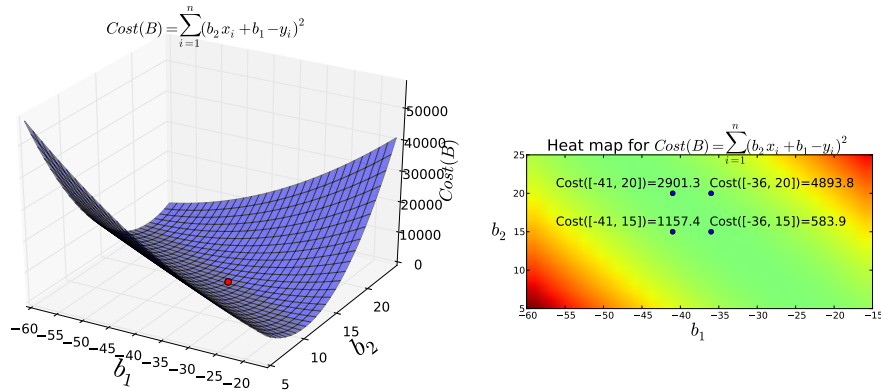 Cost(B) = \sum_{i=1}^{n} (b_2 x_i + b_1 − y_i)^2
50000
40000
30000
20000
10000
0
Cost(B)
−60 −55 −50 −45 −40 −35 −30 −25 −20
b_1
5 10 15 20
b_2
Heat map for Cost(B) = \sum_{i=1}^{n} (b_2 x_i + b_1 − y_i)^2
25
20
15
10
5
b_2
Cost([-41, 20])=2901.3 Cost([-36, 20])=4893.8
Cost([-41, 15])=1157.4 Cost([-36, 15])=583.9
−60 −55 −50 −45 −40 −35 −30 −25 −20 −15
b_1